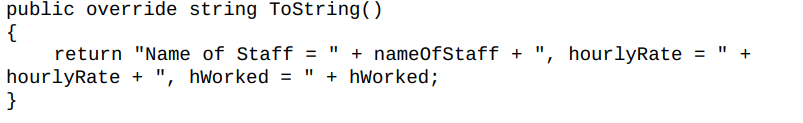 public override string ToString()
{
    return "Name of Staff = " + nameOfStaff + ", hourlyRate = " +
hourlyRate + ", hWorked = " + hWorked;
}